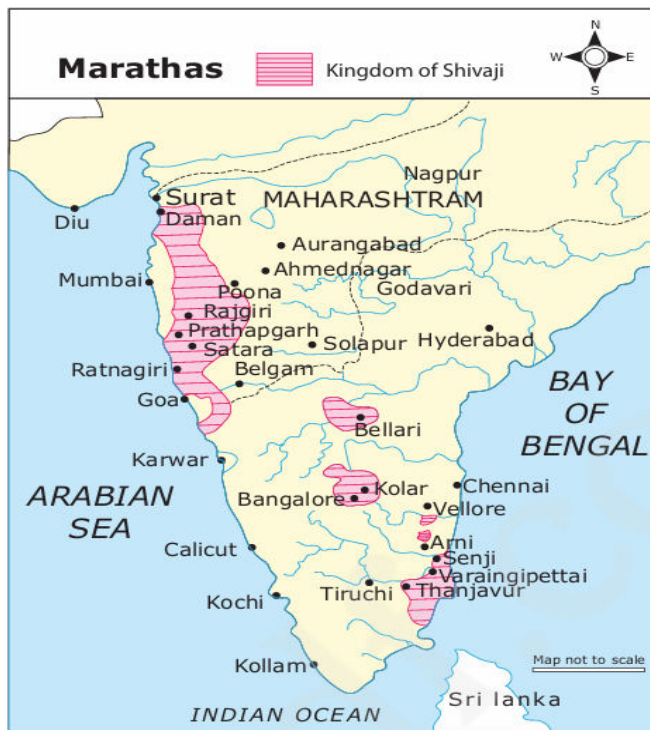 Marathas
Kingdom of Shivaji
N
W E
S
Nagpur
Surat MAHARASHTRAM
Daman
Diu
Aurangabad
Ahmednagar
Mumbai
Poona
Godavari
Rajgiri
Prathapgarh
Satara
Solapur
Hyderabad
Ratnagiri
Belgam
Goa
BAY
OF
BENGAL
Bellari
Karwar
ARABIAN
SEA
Kolar
Bangalore
Chennai
Vellore
Calicut
Arni
Senji
Varaingipettai
Tiruchi
Thanjavur
Kochi
Kollam
Map not to scale
Sri lanka
INDIAN OCEAN